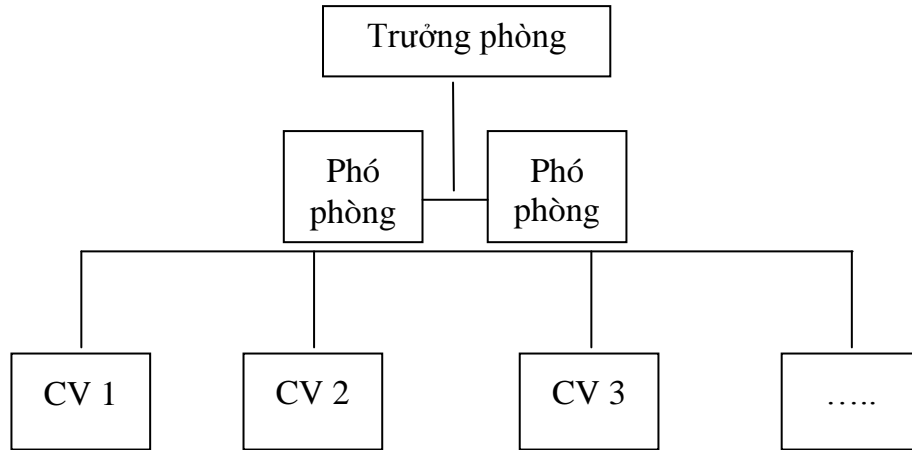 Trưởng phòng
Phó
phòng
Phó
phòng
CV 1
CV 2
CV 3
…..